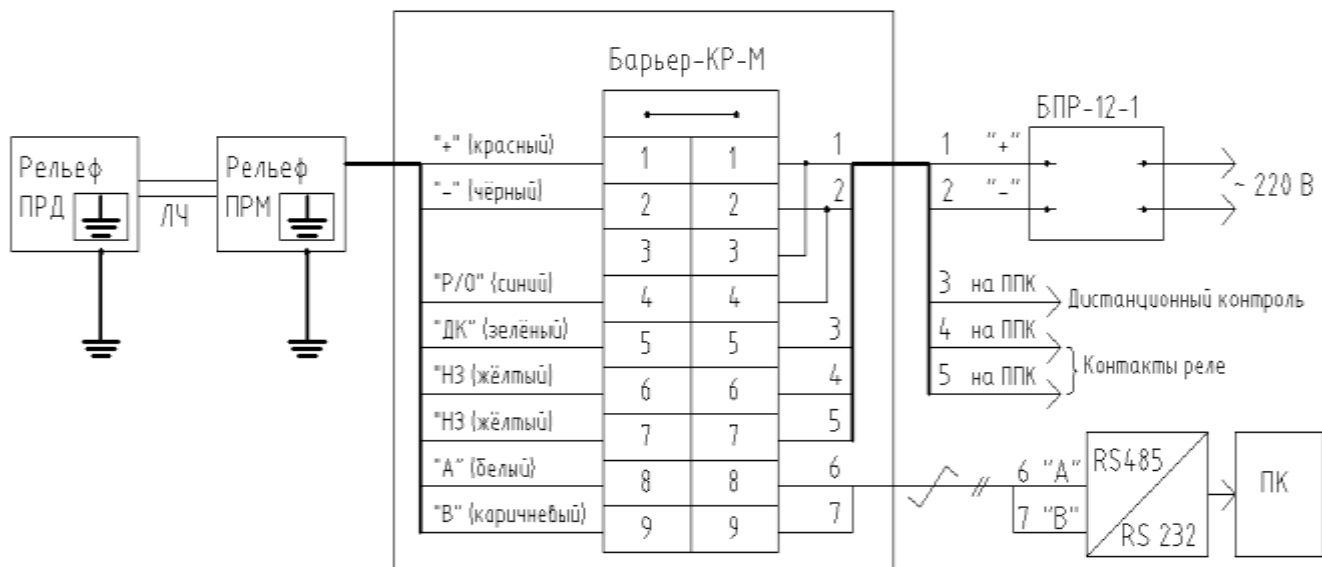 Барьер-КР-М
БПР-12-1
Рельеф
ПРД
ЛЧ
Рельеф
ПРМ
"+" (красный)
1 1
1
1 "+"
"-" (чёрный)
2 2
2
2 "-"
~ 220 В
3 3
"Р/О" (синий)
4 4
3 на ППК
Дистанционный контроль
"ДК" (зелёный)
5 5
3
4 на ППК
"НЗ (жёлтый)
6 6
4
5 на ППК
Контакты реле
"НЗ (жёлтый)
7 7
5
"А" (белый)
8 8
6
6 "А"
"В" (каричневый)
9 9
7
7 "В"
RS485
RS 232
ПК